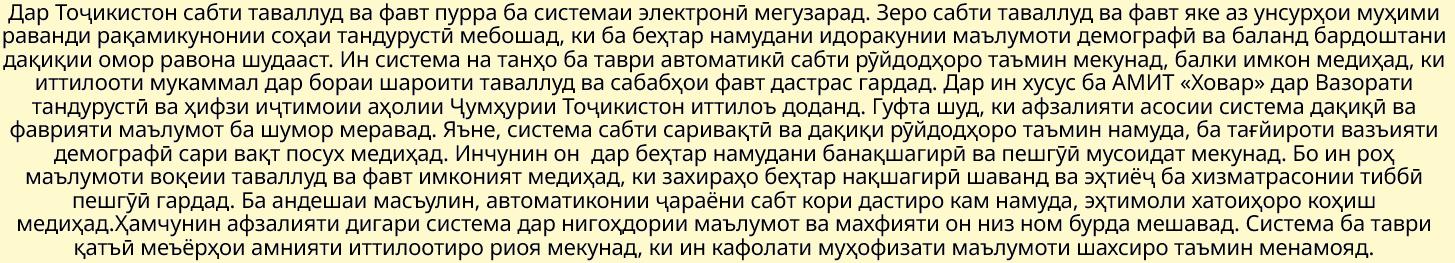 Дар Тоҷикистон сабти таваллуд ва фавт пурра ба системаи электронӣ мегузарад. Зеро сабти таваллуд ва фавт яке аз унсурҳои муҳими
раванди рақамикунонии соҳаи тандурустӣ мебошад, ки ба беҳтар намудани идоракунии маълумоти демографӣ ва баланд бардоштани
дақиқии омор равона шудааст. Ин система на танҳо ба таври автоматикӣ сабти рӯйдодҳоро таъмин мекунад, балки имкон медиҳад, ки
иттилооти мукаммал дар бораи шароити таваллуд ва сабабҳои фавт дастрас гардад. Дар ин хусус ба АМИТ «Ховар» дар Вазорати
тандурустӣ ва ҳифзи иҷтимоии аҳолии Ҷумҳурии Тоҷикистон иттилоъ доданд. Гуфта шуд, ки афзалияти асосии система дақиқӣ ва
фаврияти маълумот ба шумор меравад. Яъне, система сабти саривақтӣ ва дақиқи рӯйдодҳоро таъмин намуда, ба тағйироти вазъияти
демографӣ сари вақт посух медиҳад. Инчунин он  дар беҳтар намудани банақшагирӣ ва пешгӯӣ мусоидат мекунад. Бо ин роҳ
маълумоти воқеии таваллуд ва фавт имконият медиҳад, ки захираҳо беҳтар нақшагирӣ шаванд ва эҳтиёҷ ба хизматрасонии тиббӣ
пешгӯӣ гардад. Ба андешаи масъулин, автоматиконии ҷараёни сабт кори дастиро кам намуда, эҳтимоли хатоиҳоро коҳиш
медиҳад.Ҳамчунин афзалияти дигари система дар нигоҳдории маълумот ва махфияти он низ ном бурда мешавад. Система ба таври
қатъӣ меъёрҳои амнияти иттилоотиро риоя мекунад, ки ин кафолати муҳофизати маълумоти шахсиро таъмин менамояд.